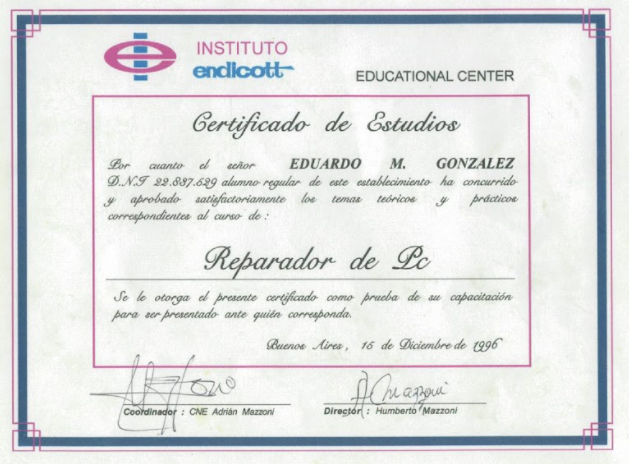 INSTITUTO
endicott
EDUCATIONAL CENTER
Certificado de Estudios
Por cuanto el señor EDUARDO M. GONZALEZ
D.N.I 22.837.529 alumno regular de este establecimiento ha concurrido
y aprobado satisfactoriamente los temas teóricos y prácticos
correspondientes al curso de :
Reparador de Pc
Se le otorga el presente certificado como prueba de su capacitación
para ser presentado ante quién corresponda.
Buenos Aires , 15 de Diciembre de 1996
Coordinador : CNE Adrián Mazzoni
Director : Humberto Mazzoni